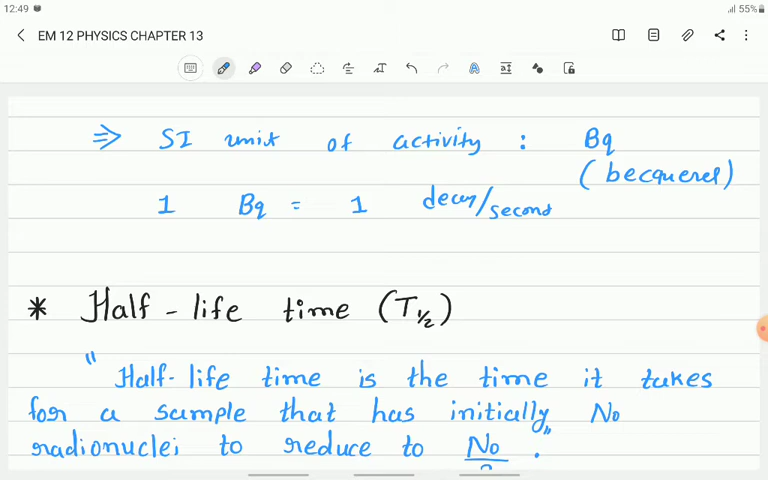 12:49
55%
EM 12 PHYSICS CHAPTER 13
⇒ SI unit of activity : Bq
(becquerel)
1 Bq = 1 decay/second
* Half-life time (T½)
"Half-life time is the time it takes
for a sample that has initially No
radionuclei to reduce to No/2."